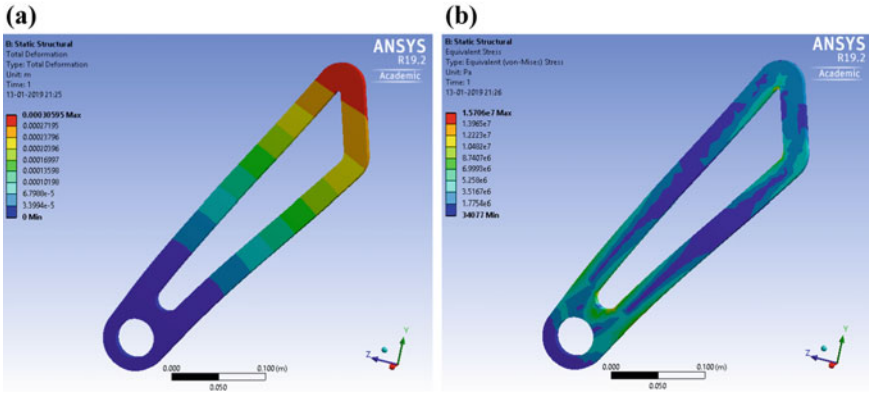 (a)
B: Static Structural
Total Deformation
Type: Total Deformation
Unit: m
Time: 1
13-01-2019 21:25
0.00030595 Max
0.00027195
0.00023796
0.00020396
0.00016997
0.00013598
0.00010198
6.7988e-5
3.3994e-5
0 Min
ANSYS
R19.2
Academic
Y
Z
0.000
0.100 (m)
0.050
(b)
B: Static Structural
Equivalent Stress
Type: Equivalent (von-Mises) Stress
Unit: Pa
Time: 1
13-01-2019 21:26
1.5706e7 Max
1.3965e7
1.2223e7
1.0482e7
8.7407e6
6.9993e6
5.258e6
3.5167e6
1.7754e6
34077 Min
ANSYS
R19.2
Academic
Y
Z
0.000
0.100 (m)
0.050